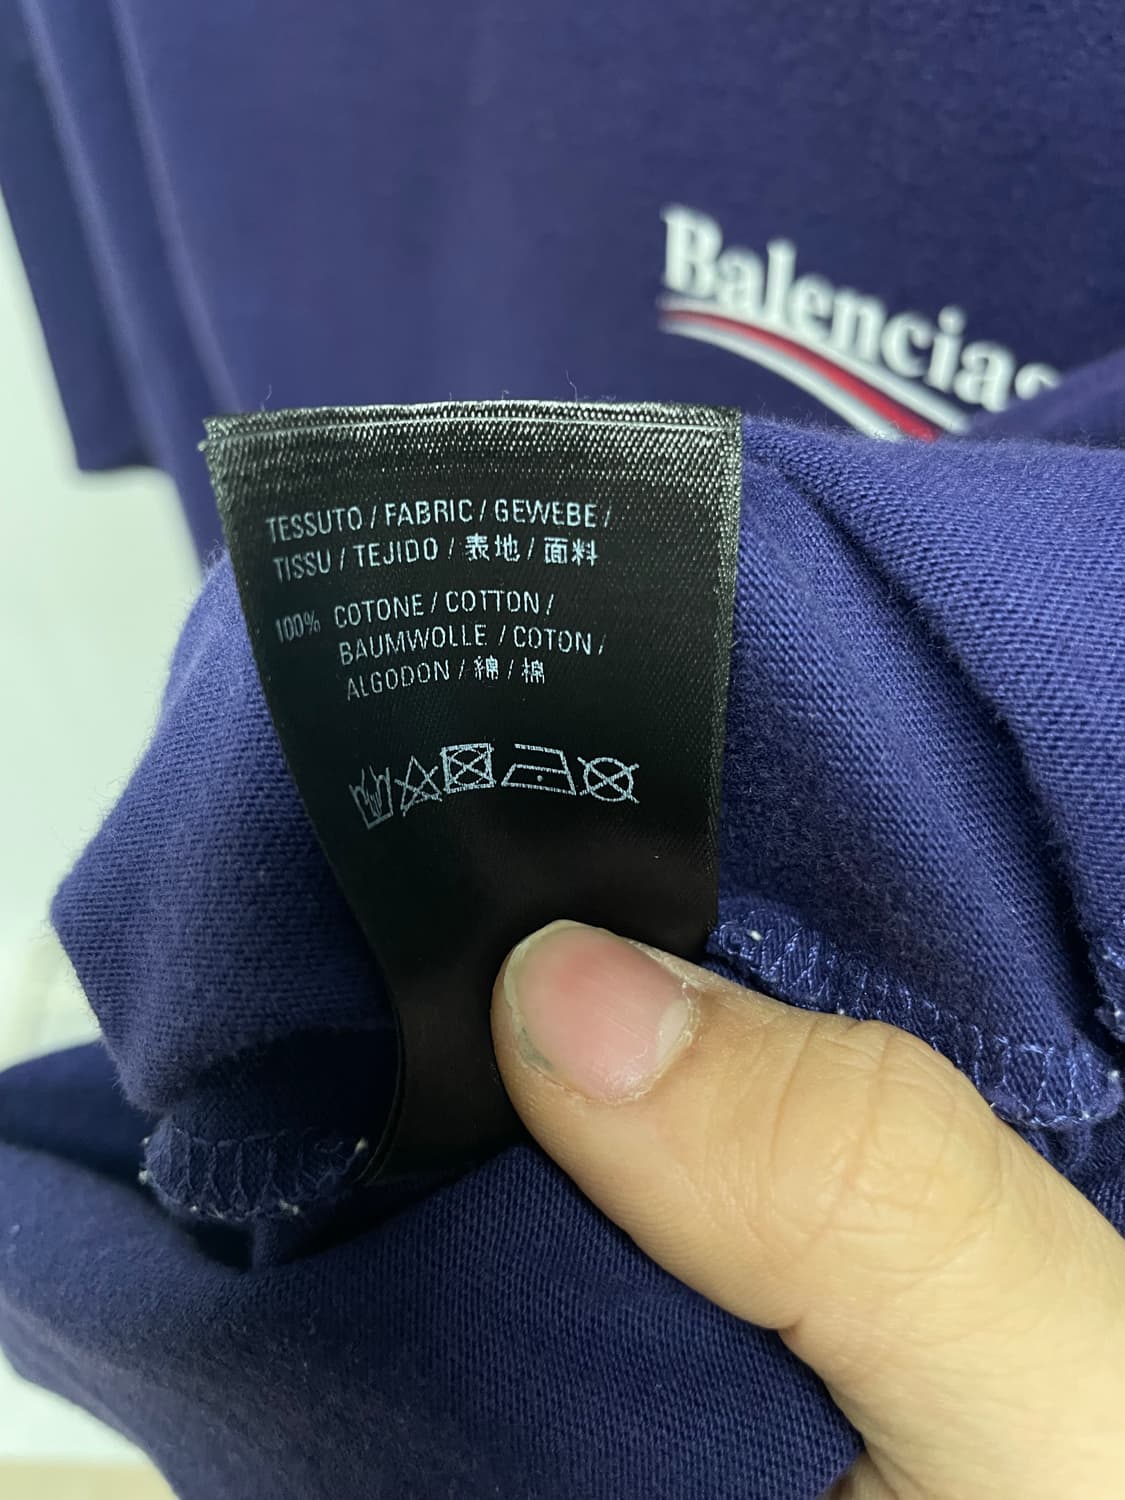 Balencia
TESSUTO / FABRIC / GEWEBE /
TISSU / TEJIDO / 表地 / 面料
100% COTONE / COTTON /
BAUMWOLLE / COTON /
ALGODON / 綿 / 棉